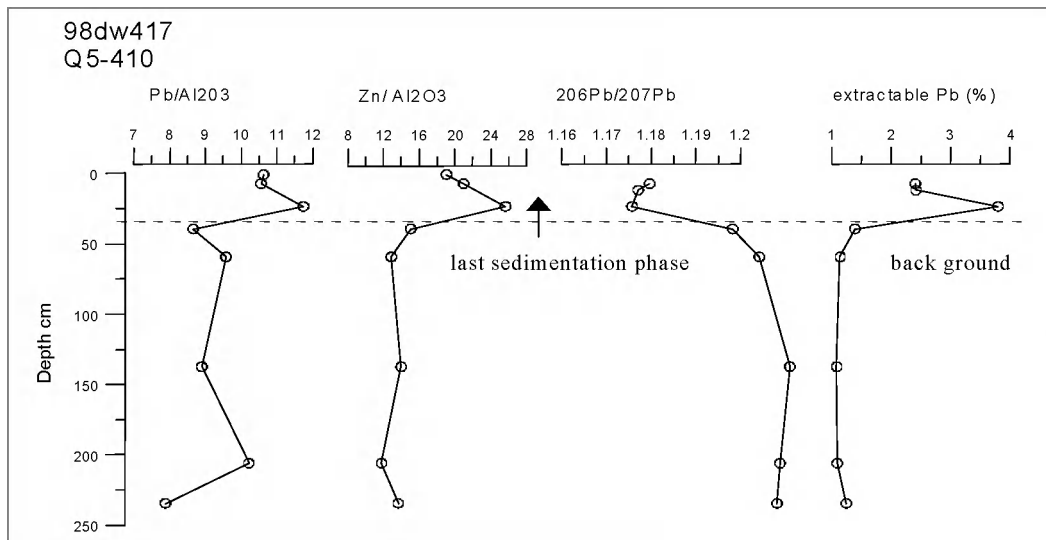 98dw417
Q5-410
Pb/Al203 Zn/Al2O3 206Pb/207Pb extractable Pb (%)
7 8 9 10 11 12 8 12 16 20 24 28 1.16 1.17 1.18 1.19 1.2 1 2 3 4
0
50
last sedimentation phase back ground
100
Depth cm
150
200
250